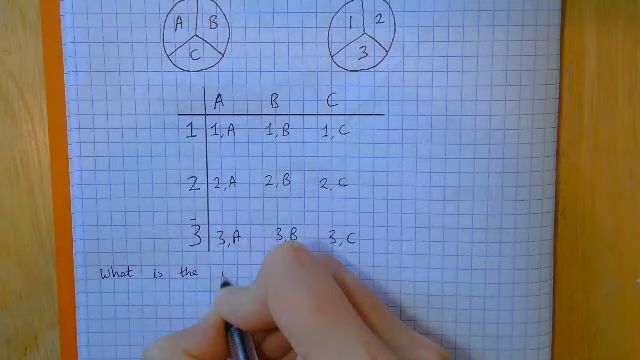 A B 1 2
C 3
A B C
1 1,A 1,B 1,C
2 2,A 2,B 2,C
3 3,A 3,B 3,C
What is the